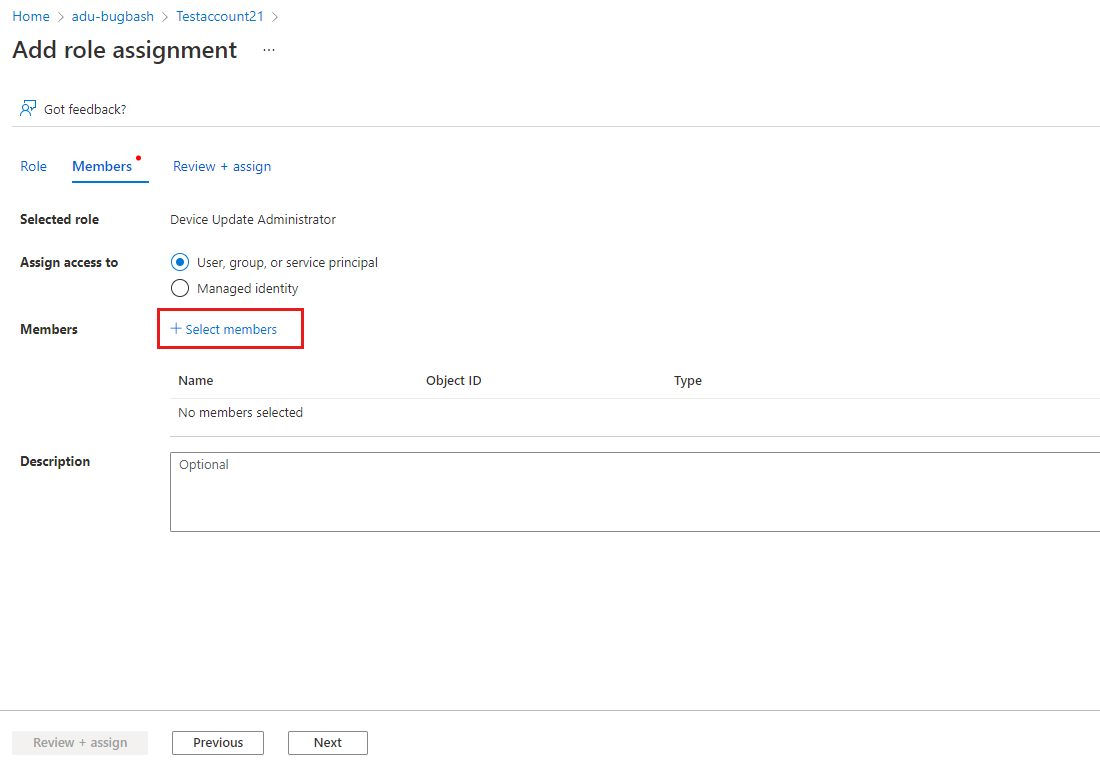 Home > adu-bugbash > Testaccount21 >
Add role assignment ...
Got feedback?
Role Members Review + assign
Selected role Device Update Administrator
Assign access to User, group, or service principal
Managed identity
Members + Select members
Name Object ID Type
No members selected
Description Optional
Review + assign Previous Next